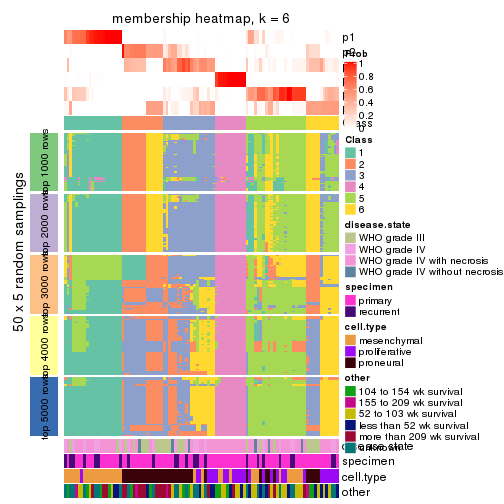 membership heatmap, k = 6
p1
p2
Prob
1
0.8
0.6
0.4
0.2
0
Class
Class
1
2
3
4
5
6
disease.state
WHO grade III
WHO grade IV
WHO grade IV with necrosis
WHO grade IV without necrosis
specimen
primary
recurrent
cell.type
mesenchymal
proliferative
proneural
other
104 to 154 wk survival
155 to 209 wk survival
52 to 103 wk survival
less than 52 wk survival
more than 209 wk survival
unknown
50 x 5 random samplings
top 1000 rows
top 2000 rows
top 3000 rows
top 4000 rows
top 5000 rows
disease.state
specimen
cell.type
other